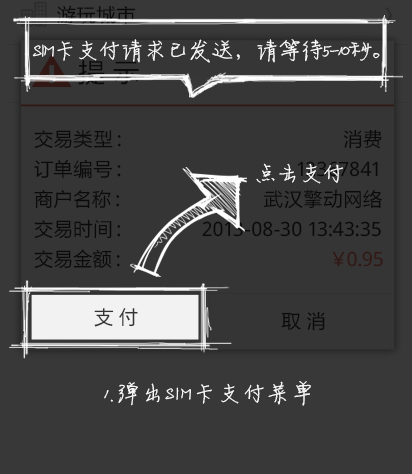 游玩城市
SIM卡支付请求已发送，请等待5-10秒。
提示
交易类型： 消费
点击支付
订单编号： 7841
商户名称： 武汉擎动网络
交易时间： 2015-08-30 13:43:35
交易金额： ￥0.95
支付 取消
1.弹出SIM卡支付菜单